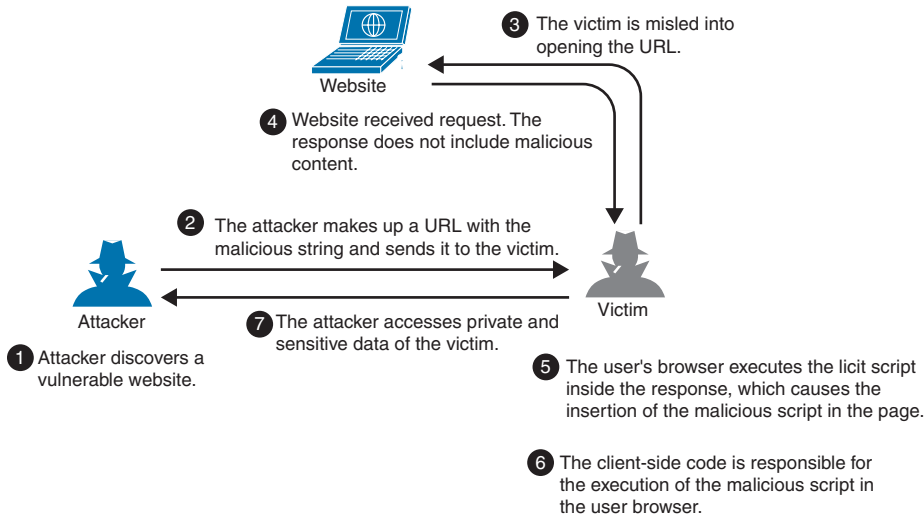 3 The victim is misled into
opening the URL.
Website
4 Website received request. The
response does not include malicious
content.
2 The attacker makes up a URL with the
malicious string and sends it to the victim.
Attacker
Victim
7 The attacker accesses private and
sensitive data of the victim.
1 Attacker discovers a
vulnerable website.
5 The user's browser executes the licit script
inside the response, which causes the
insertion of the malicious script in the page.
6 The client-side code is responsible for
the execution of the malicious script in
the user browser.